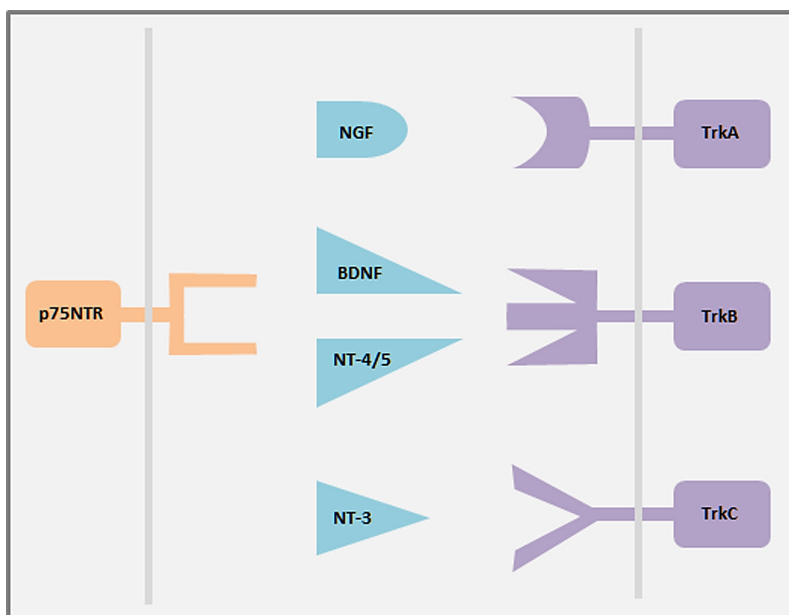 NGF
TrkA
BDNF
p75NTR
TrkB
NT-4/5
NT-3
TrkC